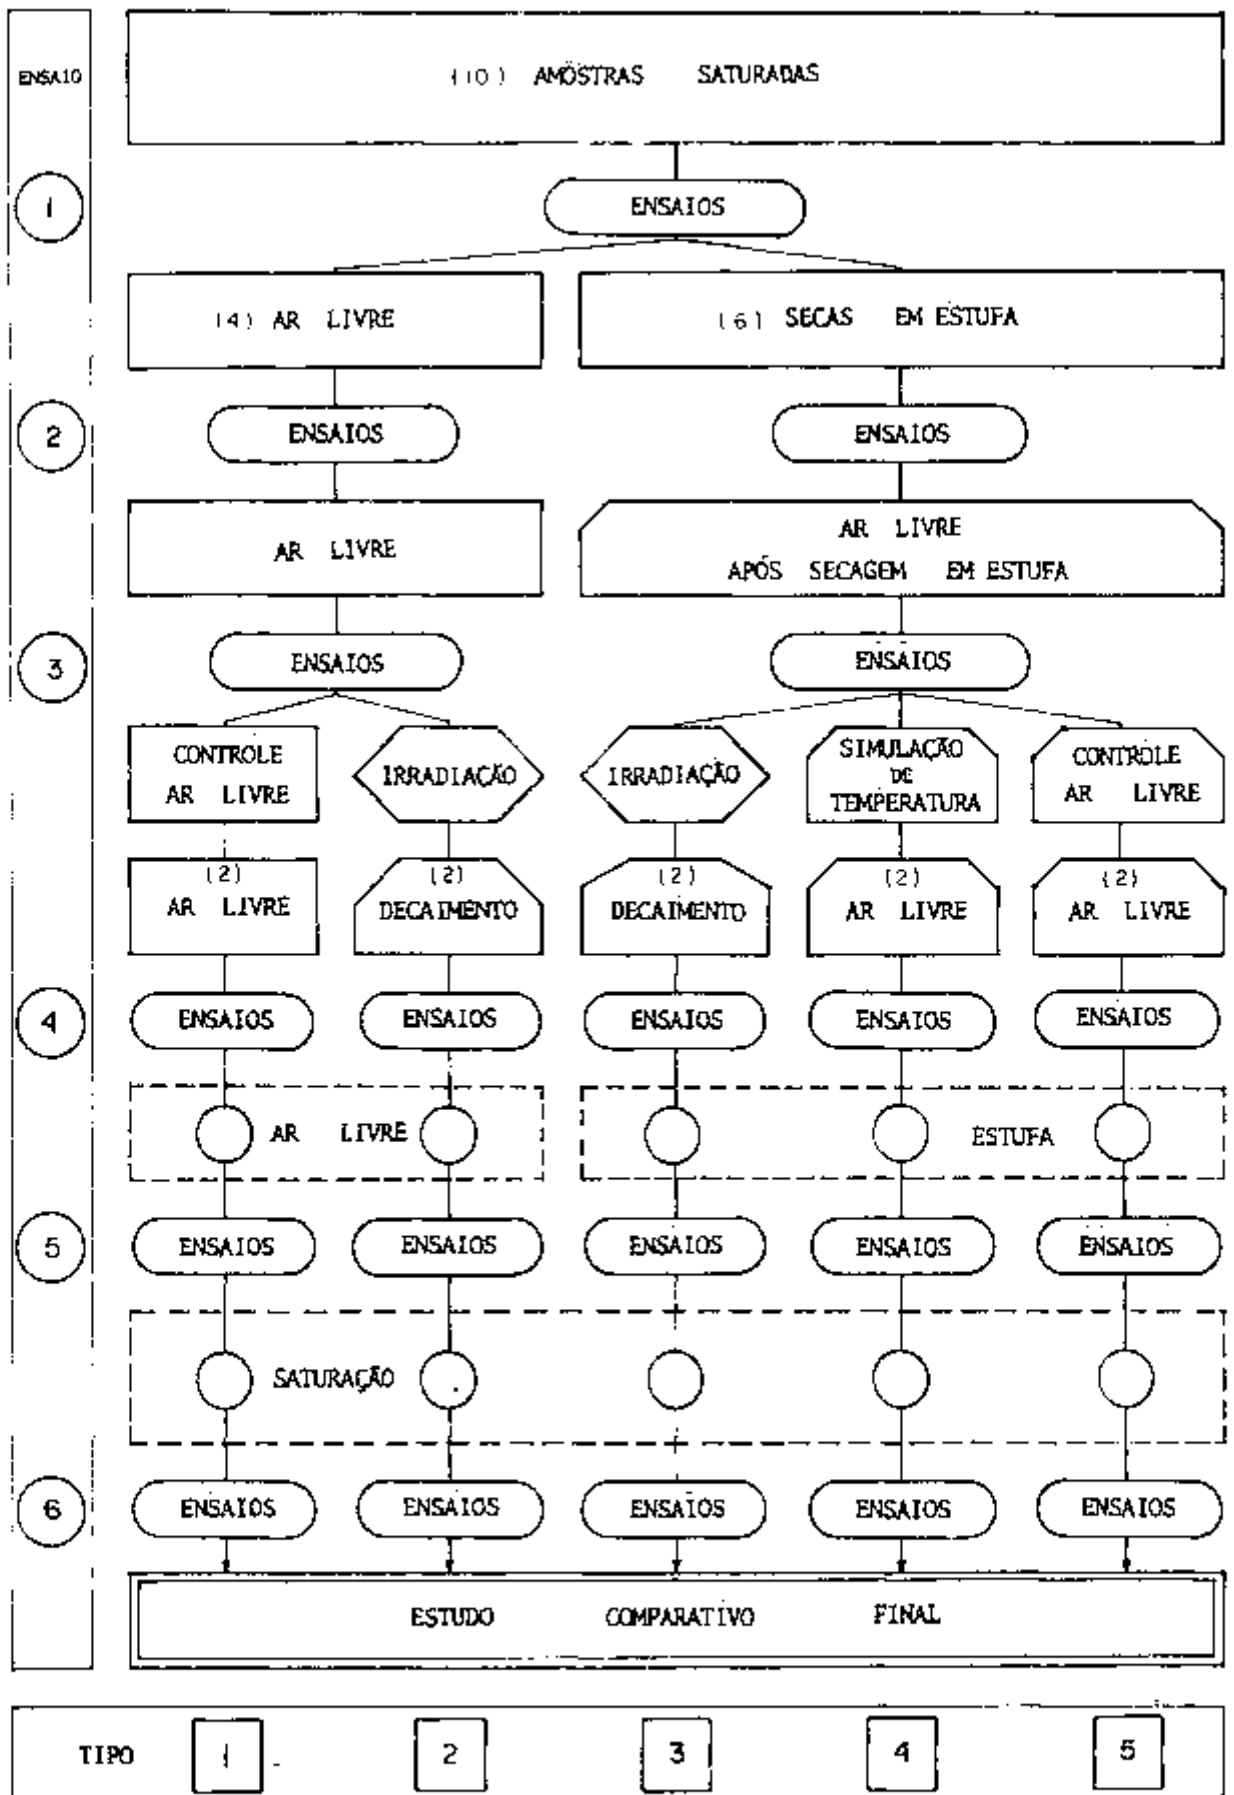 ENSAIO
(10) AMÖSTRAS SATURADAS
1 ENSAIOS
(4) AR LIVRE (6) SECAS EM ESTUFA
2 ENSAIOS ENSAIOS
AR LIVRE
AR LIVRE
APÓS SECAGEM EM ESTUFA
3 ENSAIOS ENSAIOS
CONTROLE
AR LIVRE
IRRADIAÇÃO
IRRADIAÇÃO
SIMULAÇÃO
DE
TEMPERATURA
CONTROLE
AR LIVRE
(2)
AR LIVRE
(2)
DECAIMENTO
(2)
DECAIMENTO
(2)
AR LIVRE
(2)
AR LIVRE
4 ENSAIOS ENSAIOS ENSAIOS ENSAIOS ENSAIOS
AR LIVRE ESTUFA
5 ENSAIOS ENSAIOS ENSAIOS ENSAIOS ENSAIOS
SATURAÇÃO
6 ENSAIOS ENSAIOS ENSAIOS ENSAIOS ENSAIOS
ESTUDO COMPARATIVO FINAL
TIPO 1 2 3 4 5